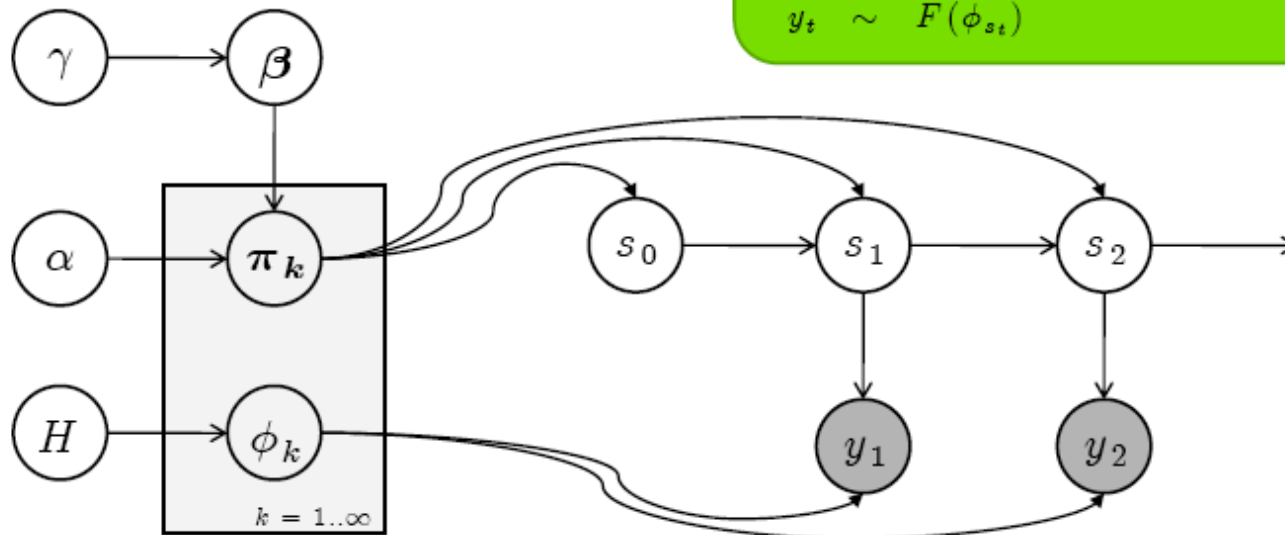 y_t ~ F(ϕ_{s_t})
γ β
α π_k s_0 s_1 s_2
H ϕ_k y_1 y_2
k = 1..∞